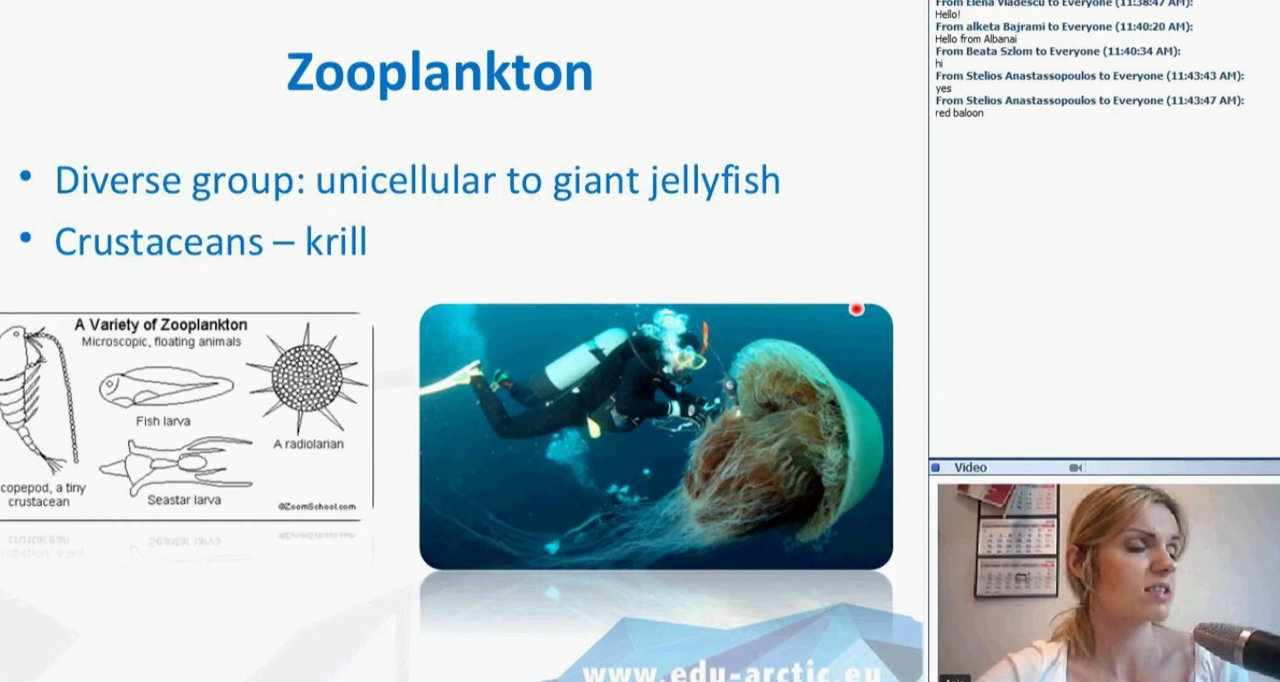 Zooplankton
• Diverse group: unicellular to giant jellyfish
• Crustaceans – krill
A Variety of Zooplankton
Microscopic, floating animals
Fish larva
A radiolarian
copepod, a tiny
crustacean
Seastar larva
©ZoomSchool.com
www.edu-arctic.eu
From Elena Vladescu to Everyone (11:38:47 AM):
Hello!
From alketa Bajrami to Everyone (11:40:20 AM):
Hello from Albanai
From Beata Szlom to Everyone (11:40:34 AM):
hi
From Stelios Anastassopoulos to Everyone (11:43:43 AM):
yes
From Stelios Anastassopoulos to Everyone (11:43:47 AM):
red baloon
Video